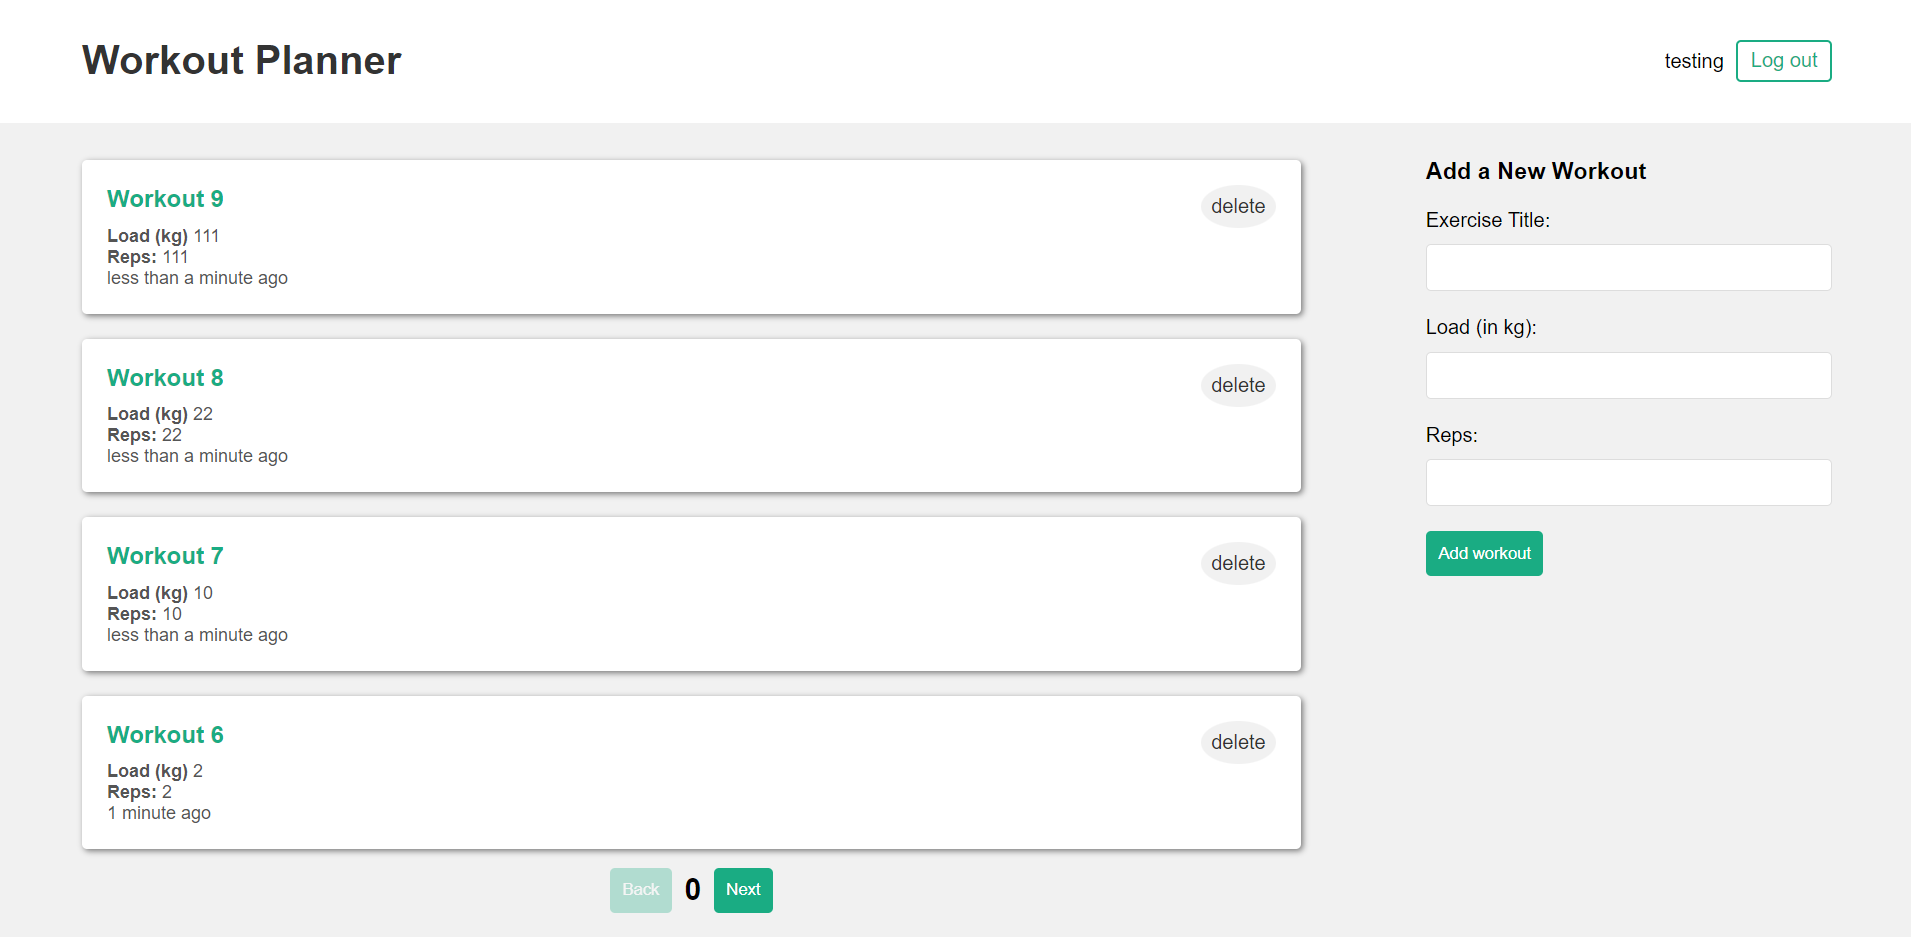 Workout Planner
testing
Log out
Workout 9
delete
Load (kg) 111
Reps: 111
less than a minute ago
Workout 8
delete
Load (kg) 22
Reps: 22
less than a minute ago
Workout 7
delete
Load (kg) 10
Reps: 10
less than a minute ago
Workout 6
delete
Load (kg) 2
Reps: 2
1 minute ago
Back
0
Next
Add a New Workout
Exercise Title:
Load (in kg):
Reps:
Add workout